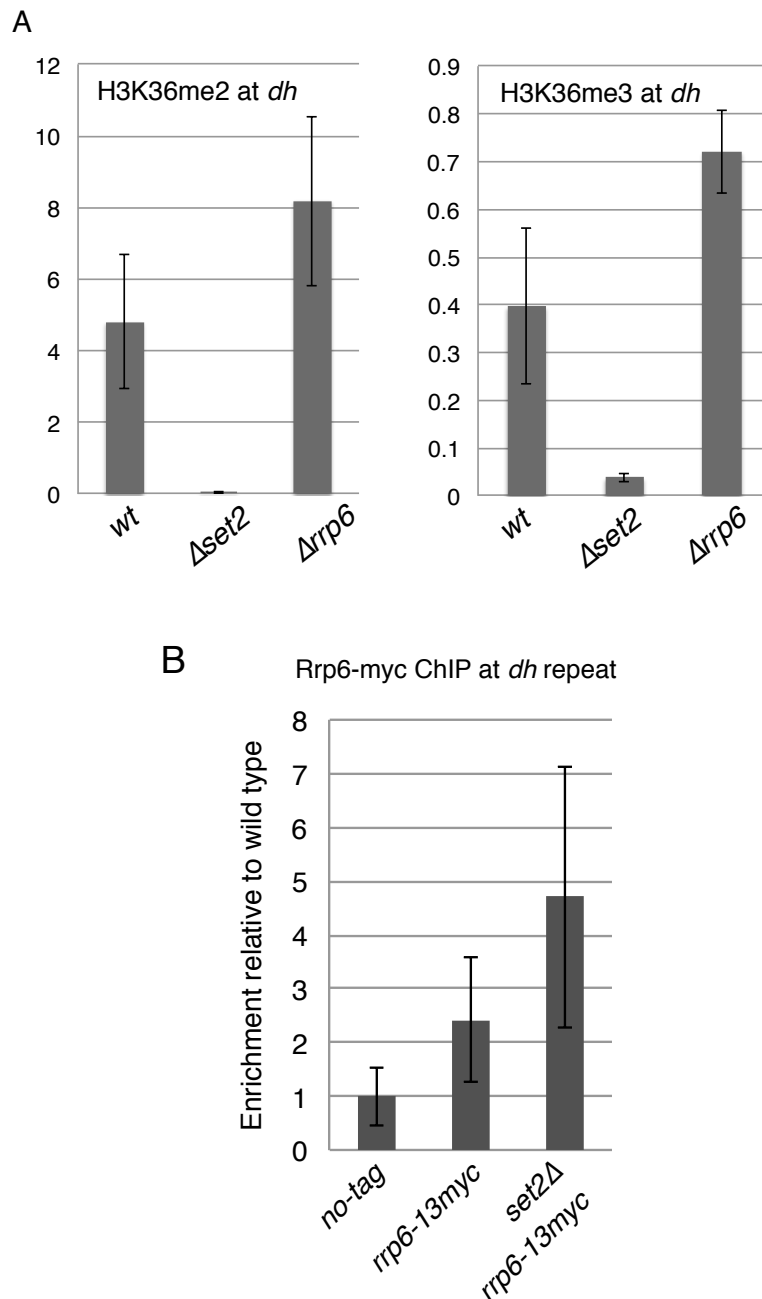 A
H3K36me2 at dh
12
10
8
6
4
2
0
wt
Δset2
Δrrp6
H3K36me3 at dh
0.9
0.8
0.7
0.6
0.5
0.4
0.3
0.2
0.1
0
wt
Δset2
Δrrp6
B
Rrp6-myc ChIP at dh repeat
Enrichment relative to wild type
8
7
6
5
4
3
2
1
0
no-tag
rrp6-13myc
set2Δ
rrp6-13myc